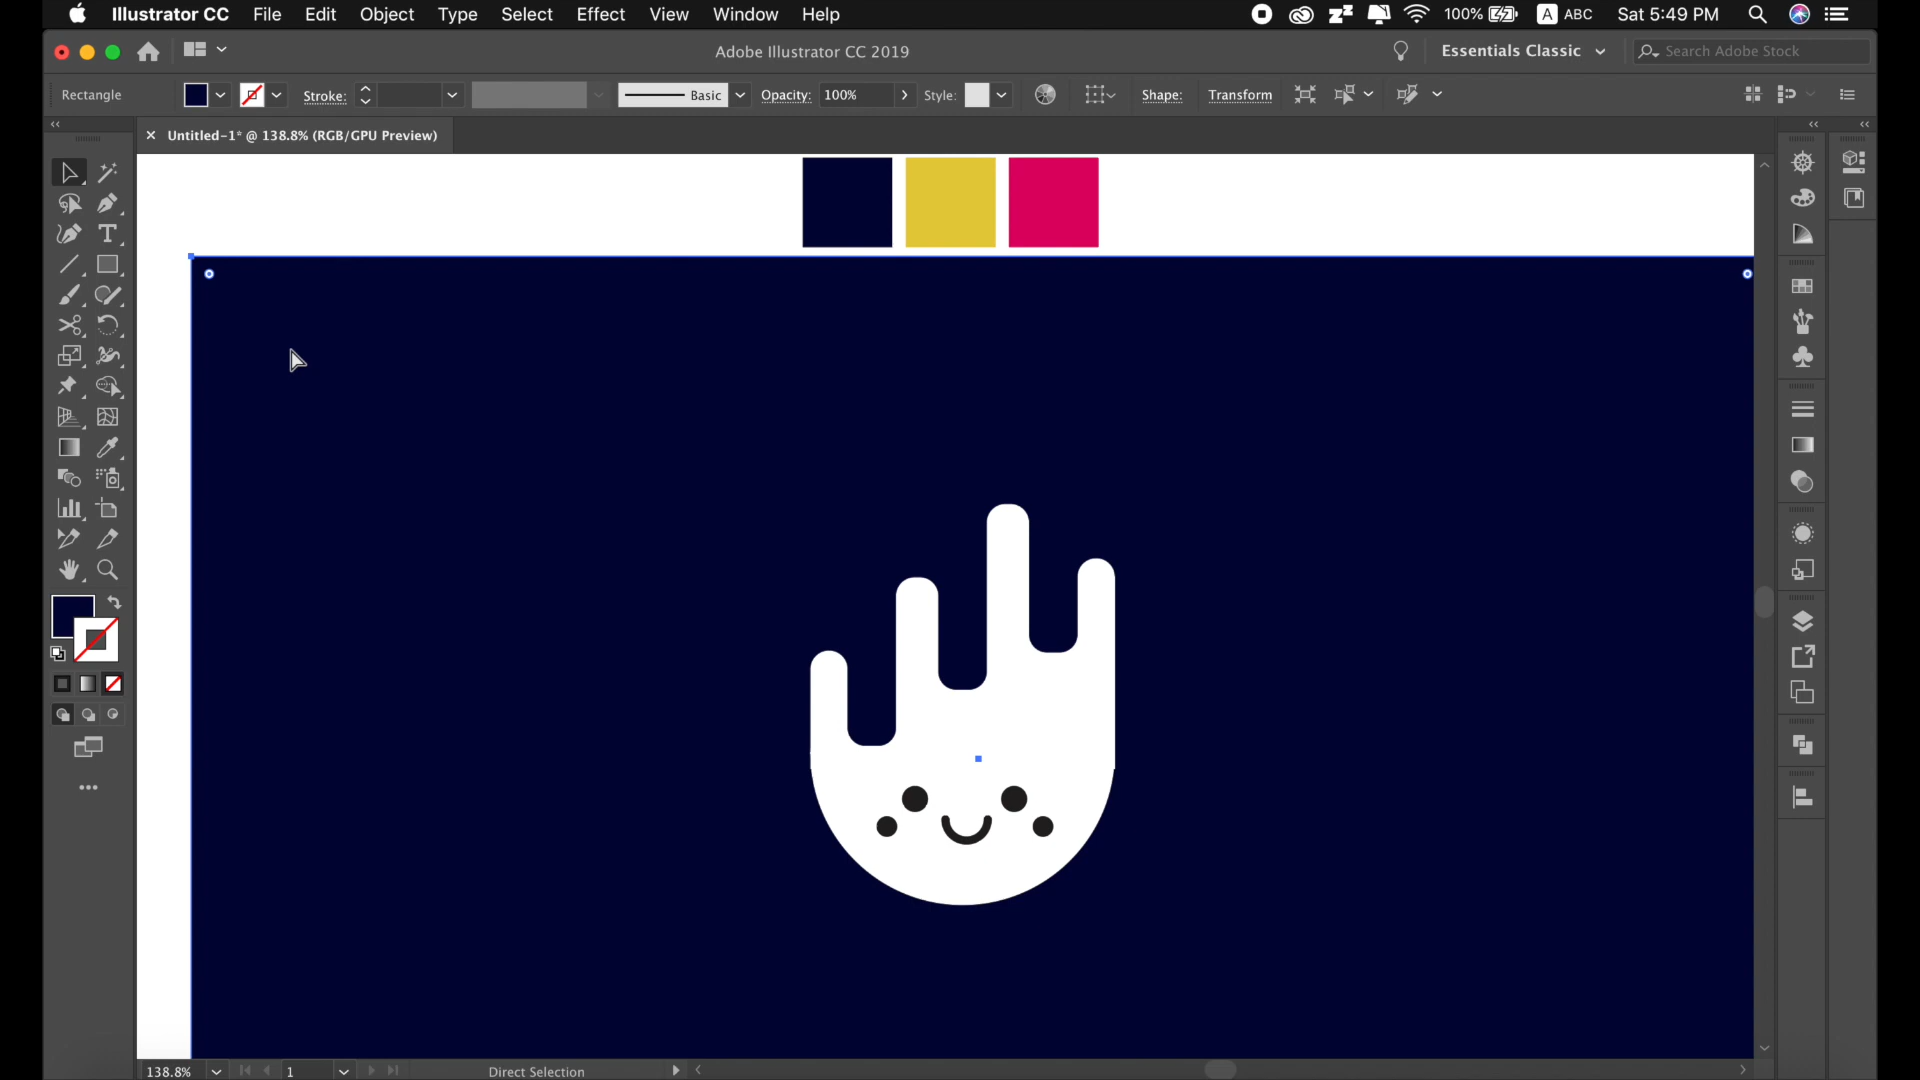 Illustrator CC File Edit Object Type Select Effect View Window Help 100% A ABC Sat 5:49 PM
Adobe Illustrator CC 2019 Essentials Classic Search Adobe Stock
Rectangle Stroke: Basic Opacity: 100% Style: Shape: Transform
Untitled-1* @ 138.8% (RGB/GPU Preview)
138.8% 1 Direct Selection